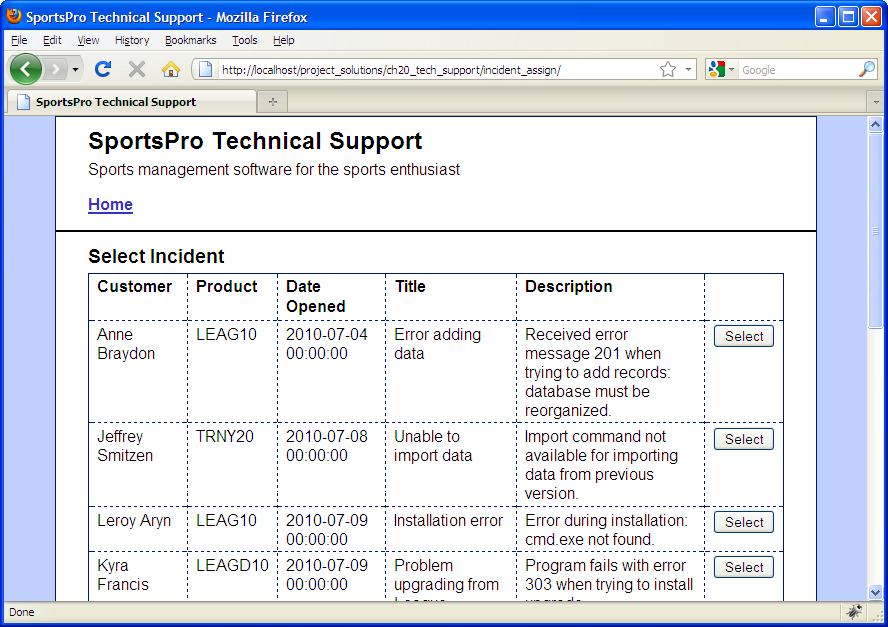 SportsPro Technical Support - Mozilla Firefox
File Edit View History Bookmarks Tools Help
http://localhost/project_solutions/ch20_tech_support/incident_assign/
Google
SportsPro Technical Support
SportsPro Technical Support
Sports management software for the sports enthusiast
Home
Select Incident
Customer Product Date Title Description
Opened
Anne LEAG10 2010-07-04 Error adding Received error Select
Braydon 00:00:00 data message 201 when
trying to add records:
database must be
reorganized.
Jeffrey TRNY20 2010-07-08 Unable to Import command not Select
Smitzen 00:00:00 import data available for importing
data from previous
version.
Leroy Aryn LEAG10 2010-07-09 Installation error Error during installation: Select
00:00:00 cmd.exe not found.
Kyra LEAGD10 2010-07-09 Problem Program fails with error Select
Francis 00:00:00 upgrading from 303 when trying to install
Done